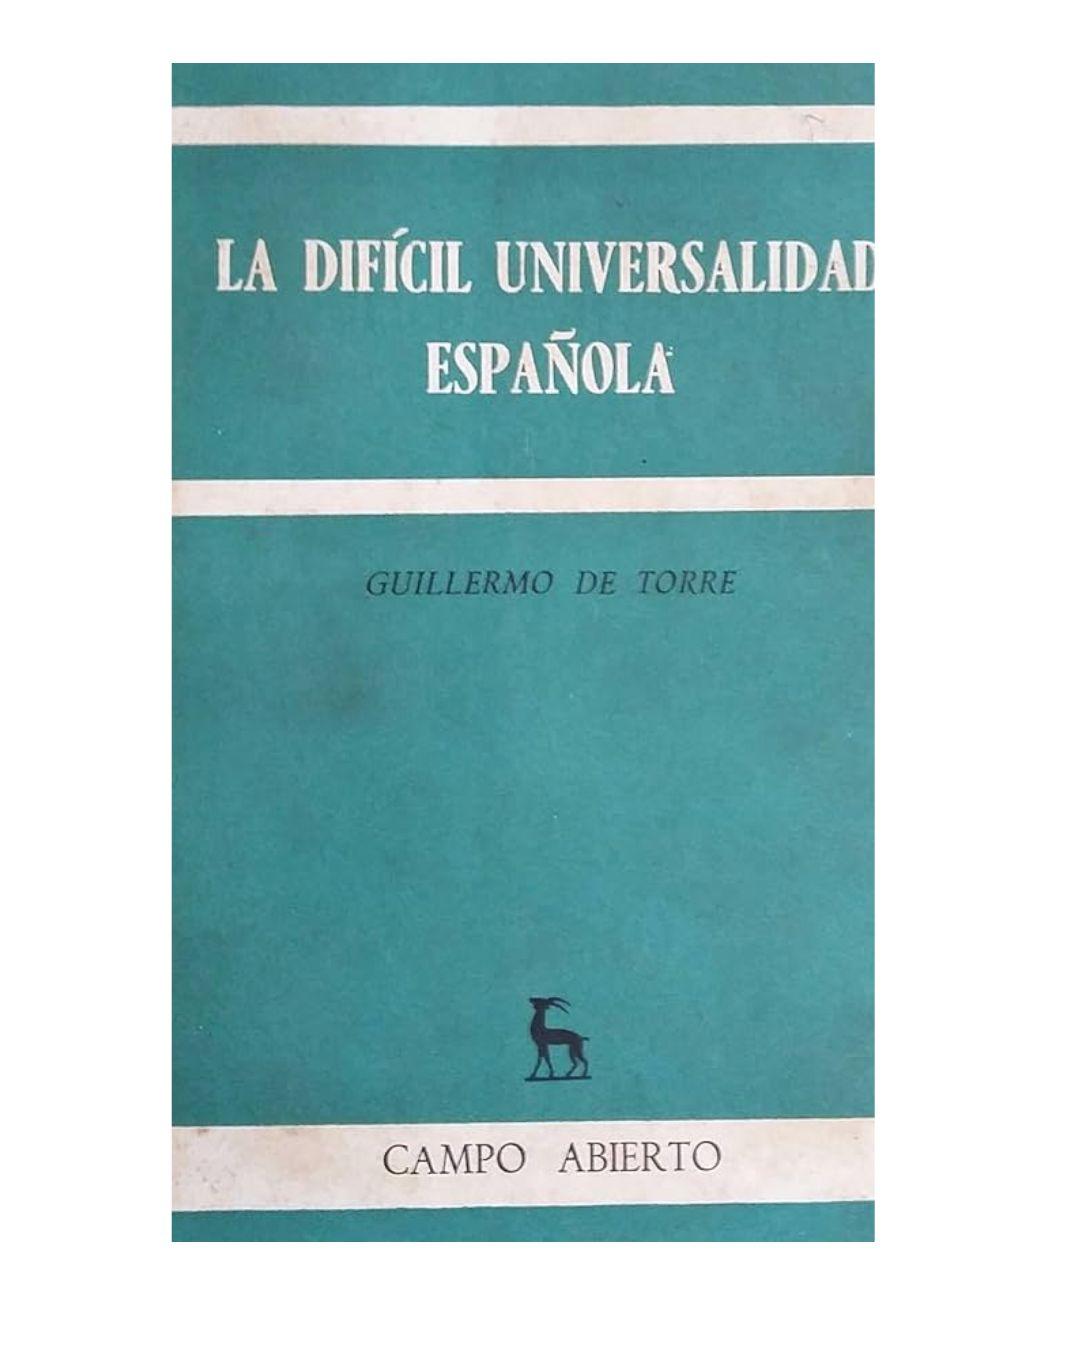 LA DIFÍCIL UNIVERSALIDAD
ESPAÑOLA
GUILLERMO DE TORRE
CAMPO ABIERTO